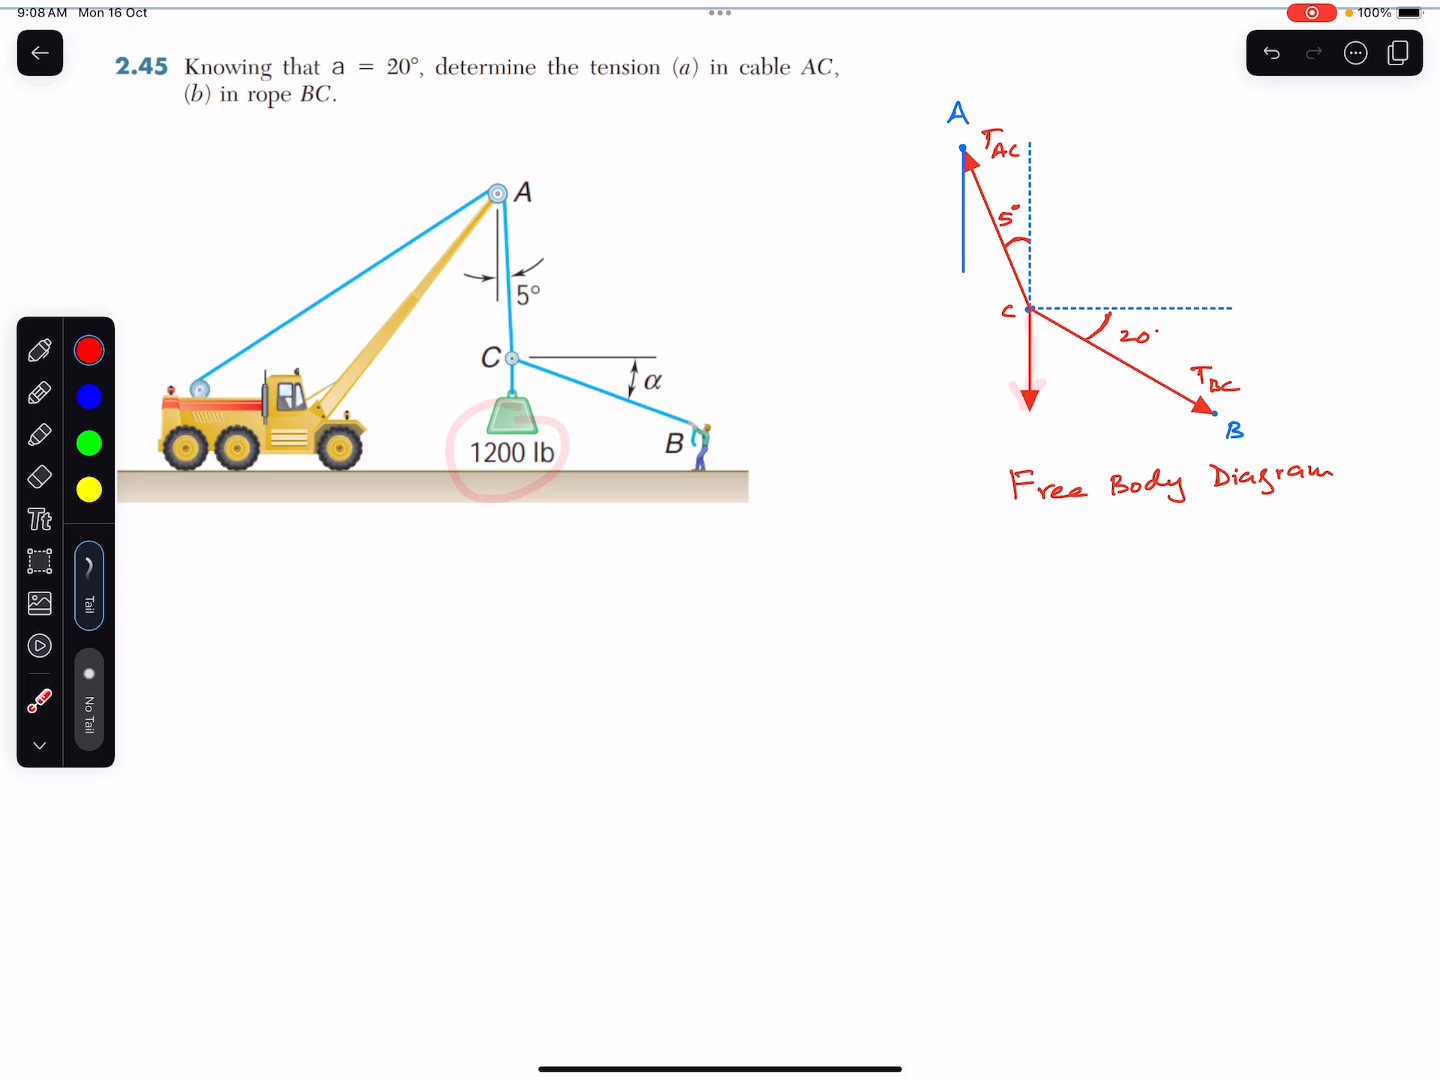 9:08 AM Mon 16 Oct
100%
2.45 Knowing that a = 20°, determine the tension (a) in cable AC,
(b) in rope BC.
A
5°
C
α
B
1200 lb
A
TAC
5°
C
20°
TBC
B
Free Body Diagram
Tt
Tail
No Tail